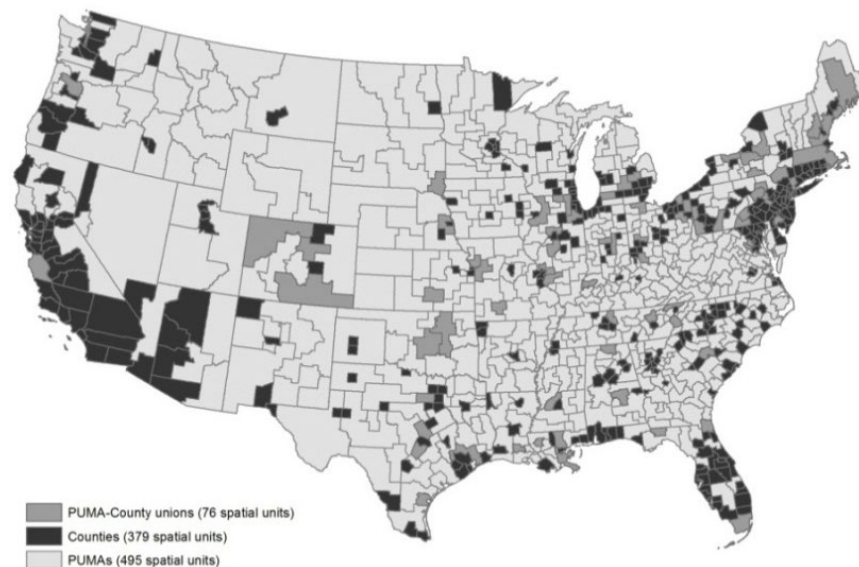 PUMA-County unions (76 spatial units)
Counties (379 spatial units)
PUMAs (495 spatial units)